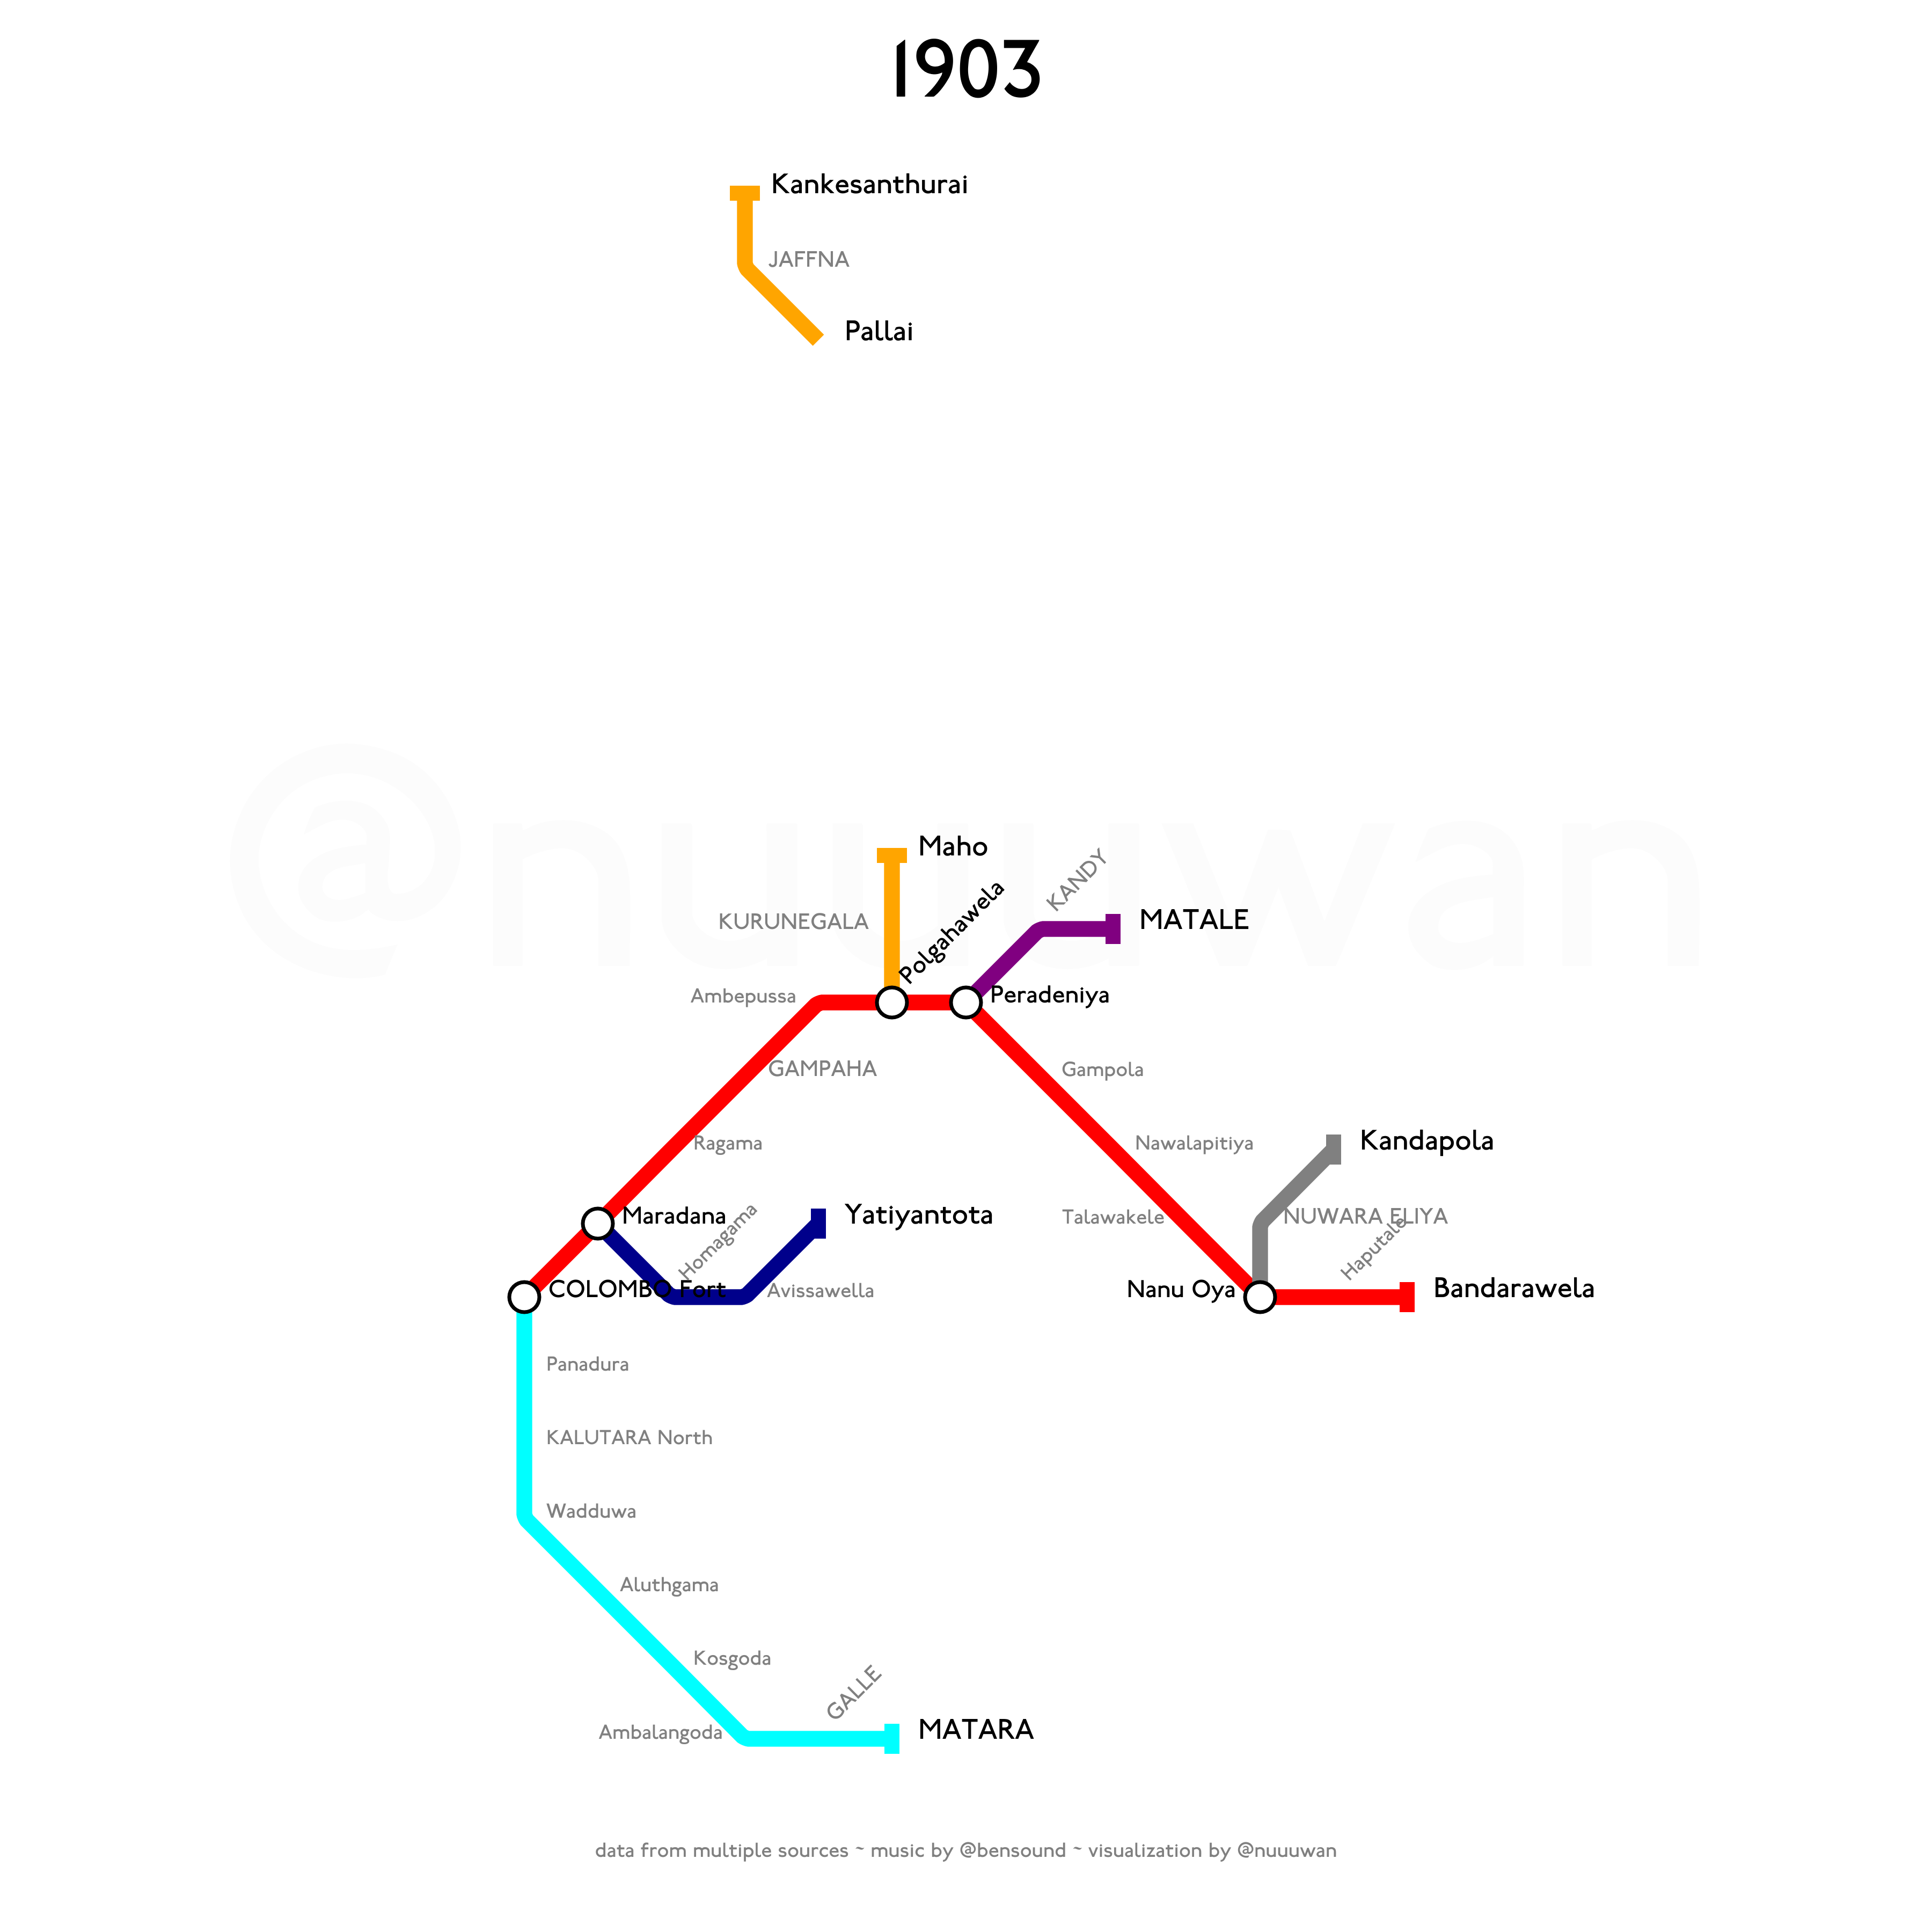 1903
Kankesanthurai
JAFFNA
Pallai
@nuuuwan
Maho
KANDY
KURUNEGALA
Polgahawela
MATALE
Ambepussa
Peradeniya
GAMPAHA
Gampola
Ragama
Nawalapitiya
Kandapola
Maradana
Homagama
Yatiyantota
Talawakele
NUWARA ELIYA
Haputale
COLOMBO Fort
Avissawella
Nanu Oya
Bandarawela
Panadura
KALUTARA North
Wadduwa
Aluthgama
Kosgoda
GALLE
Ambalangoda
MATARA
data from multiple sources ~ music by @bensound ~ visualization by @nuuuwan